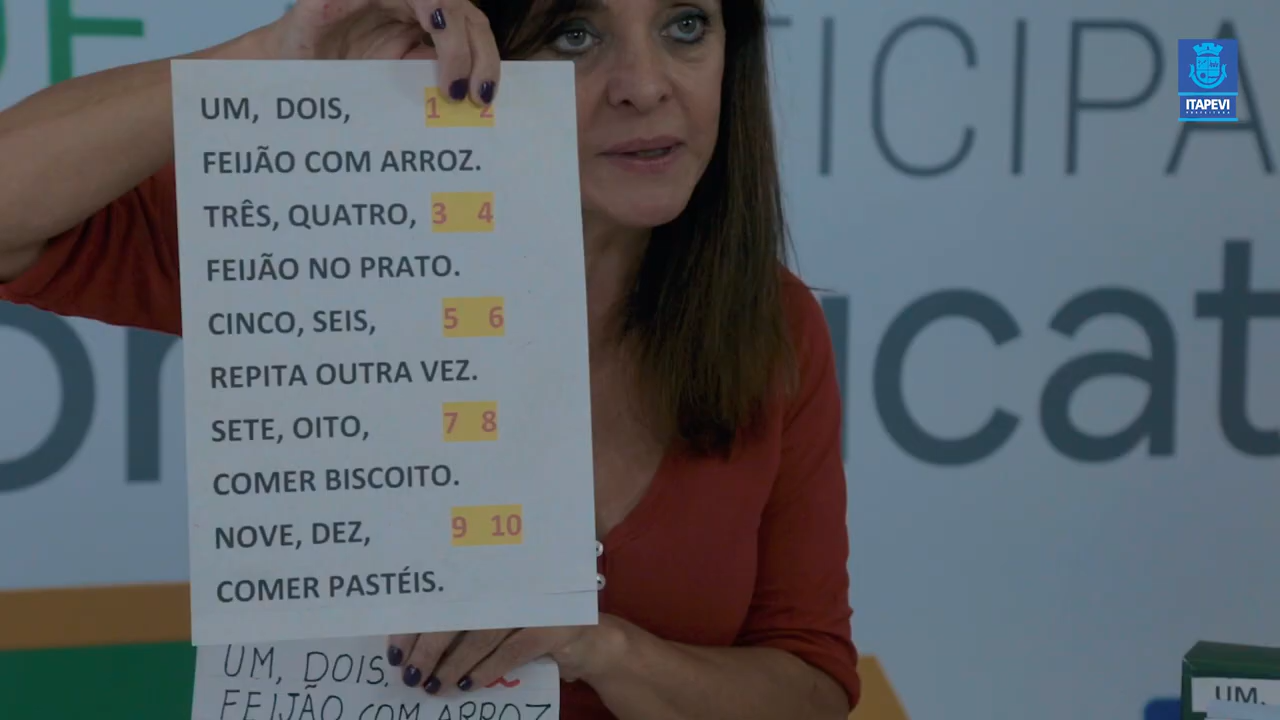 UM, DOIS, 1 2
FEIJÃO COM ARROZ.
TRÊS, QUATRO, 3 4
FEIJÃO NO PRATO.
CINCO, SEIS, 5 6
REPITA OUTRA VEZ.
SETE, OITO, 7 8
COMER BISCOITO.
NOVE, DEZ, 9 10
COMER PASTÉIS.
UM, DOIS.
FEIJÃO COM ARROZ
ITAPEVI
PREFEITURA
UM,